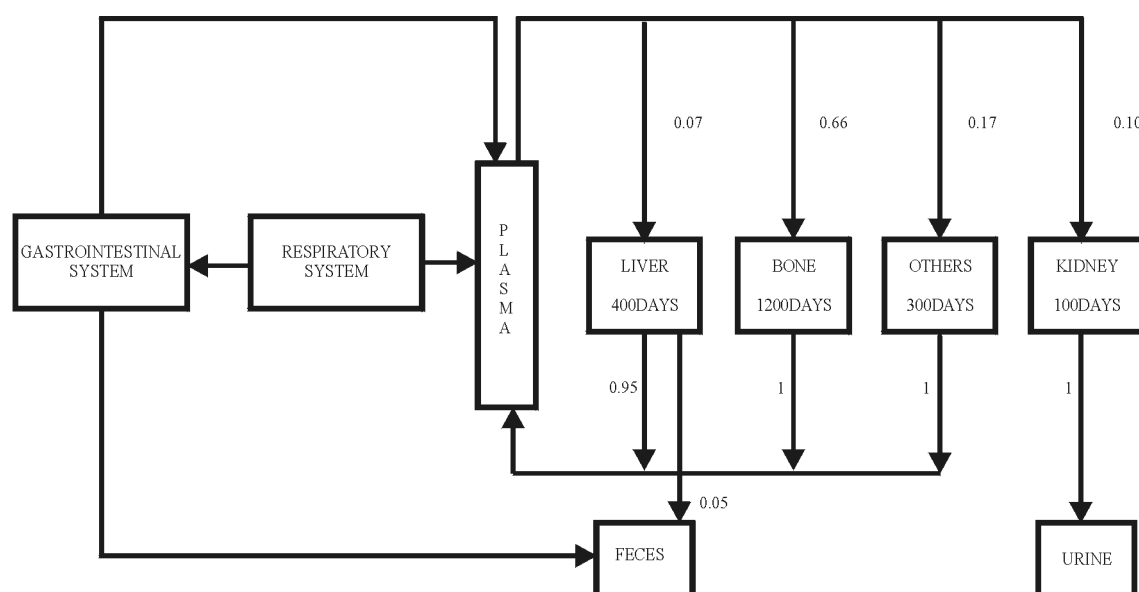 0.07
0.66
0.17
0.10
GASTROINTESTINAL
SYSTEM
RESPIRATORY
SYSTEM
P
L
A
S
M
A
LIVER
400DAYS
BONE
1200DAYS
OTHERS
300DAYS
KIDNEY
100DAYS
0.95
1
1
1
0.05
FECES
URINE